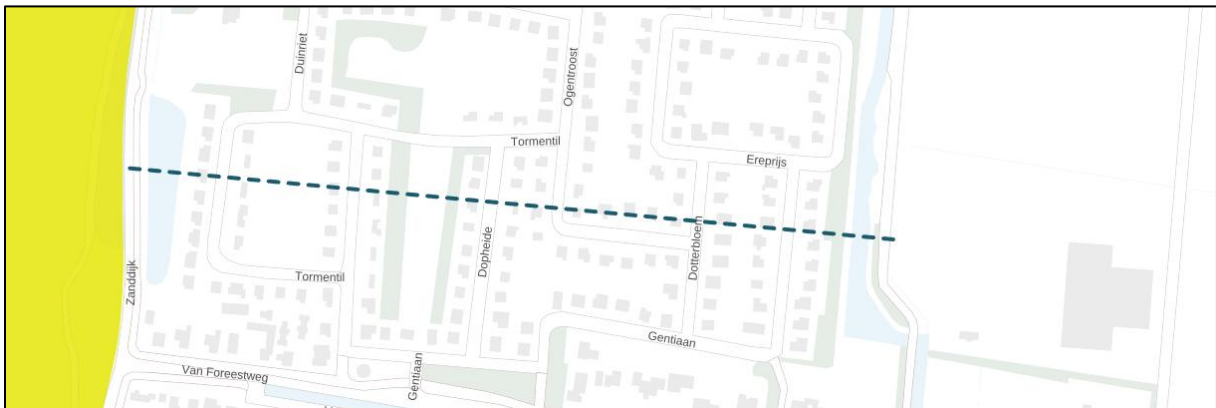 Duinriet
Ogentroost
Tormentil
Ereprijs
Dotterbloem
Dopheide
Zanddijk
Tormentil
Gentiaan
Van Foreestweg
Gentiaan